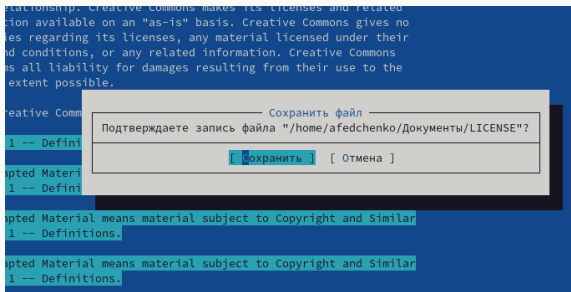 elationship. Creative Commons makes its licenses and related
tion available on an "as-is" basis. Creative Commons gives no
ies regarding its licenses, any material licensed under their
nd conditions, or any related information. Creative Commons
ms all liability for damages resulting from their use to the
extent possible.
reative Comm
Сохранить файл
Подтверждаете запись файла "/home/afedchenko/Документы/LICENSE"?
1 -- Defini
[ Сохранить ] [ Отмена ]
apted Materi
1 -- Defini
apted Material means material subject to Copyright and Similar
1 -- Definitions.
apted Material means material subject to Copyright and Similar
1 -- Definitions.